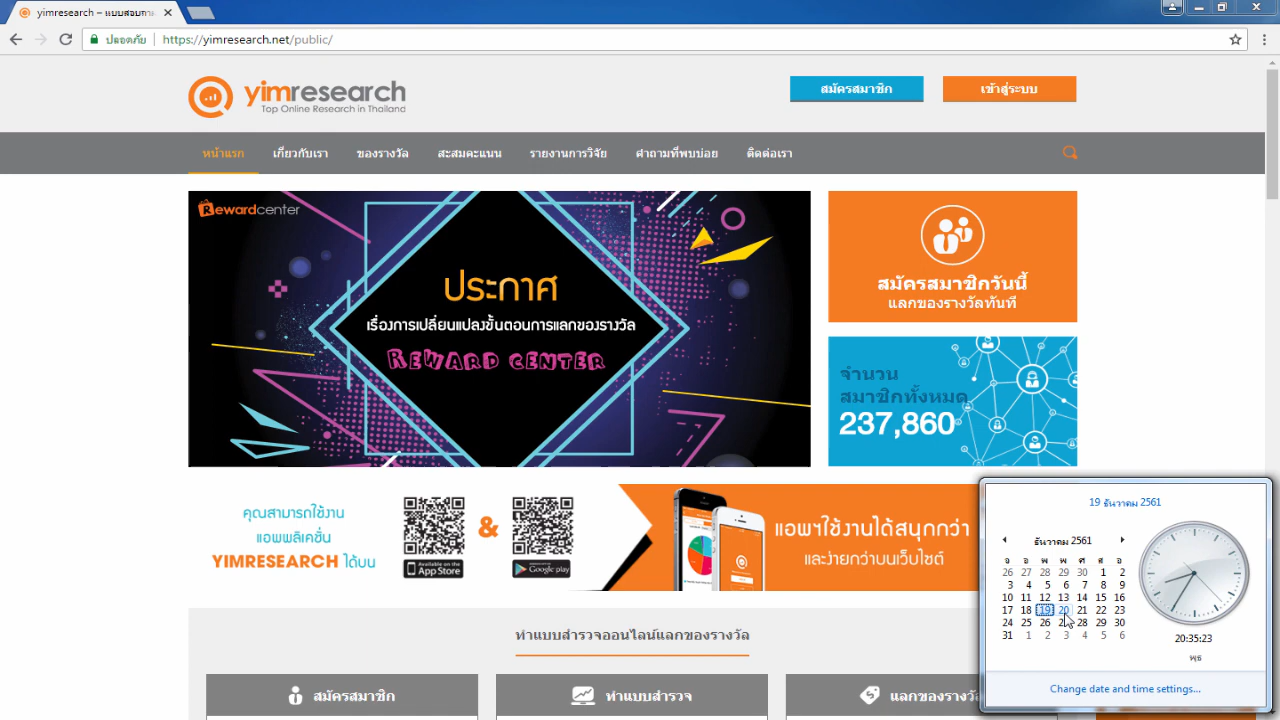 yimresearch – แบบสอบถาม
ปลอดภัย
https://yimresearch.net/public/
yimresearch
Top Online Research in Thailand
สมัครสมาชิก
เข้าสู่ระบบ
หน้าแรก
เกี่ยวกับเรา
ของรางวัล
สะสมคะแนน
รายงานการวิจัย
คำถามที่พบบ่อย
ติดต่อเรา
Rewardcenter
ประกาศ
เรื่องการเปลี่ยนแปลงขั้นตอนการแลกของรางวัล
REWARD CENTER
สมัครสมาชิกวันนี้
แลกของรางวัลทันที
จำนวน
สมาชิกทั้งหมด
237,860
คุณสามารถใช้งาน
แอพพลิเคชั่น
YIMRESEARCH ได้บน
Available on the
App Store
&
Google play
แอพฯใช้งานได้สนุกกว่า
และง่ายกว่าบนเว็บไซต์
ทำแบบสำรวจออนไลน์แลกของรางวัล
สมัครสมาชิก
ทำแบบสำรวจ
แลกของรางวัล
19 ธันวาคม 2561
ธันวาคม 2561
จ อ พ พ ศ ส อ
26 27 28 29 30 1 2
3 4 5 6 7 8 9
10 11 12 13 14 15 16
17 18 19 20 21 22 23
24 25 26 27 28 29 30
31 1 2 3 4 5 6
20:35:23
พุธ
Change date and time settings...